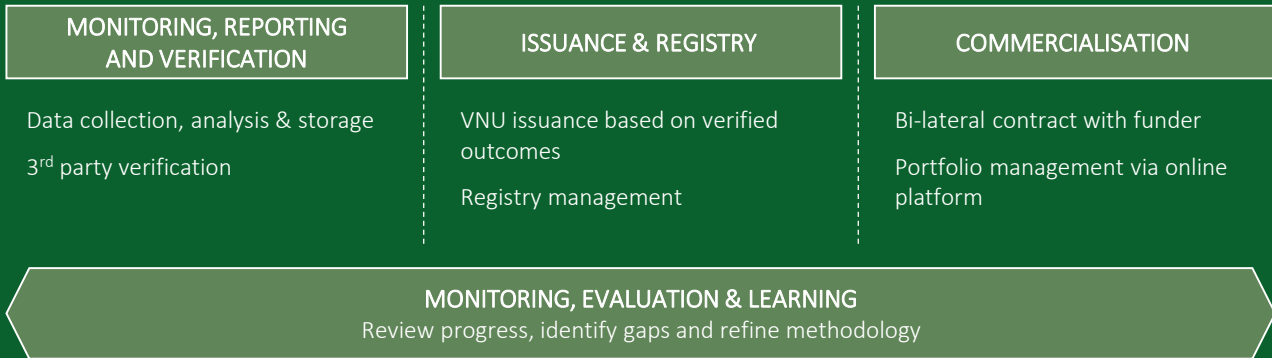 MONITORING, REPORTING
AND VERIFICATION
Data collection, analysis & storage
3rd party verification
ISSUANCE & REGISTRY
VNU issuance based on verified
outcomes
Registry management
COMMERCIALISATION
Bi-lateral contract with funder
Portfolio management via online
platform
MONITORING, EVALUATION & LEARNING
Review progress, identify gaps and refine methodology